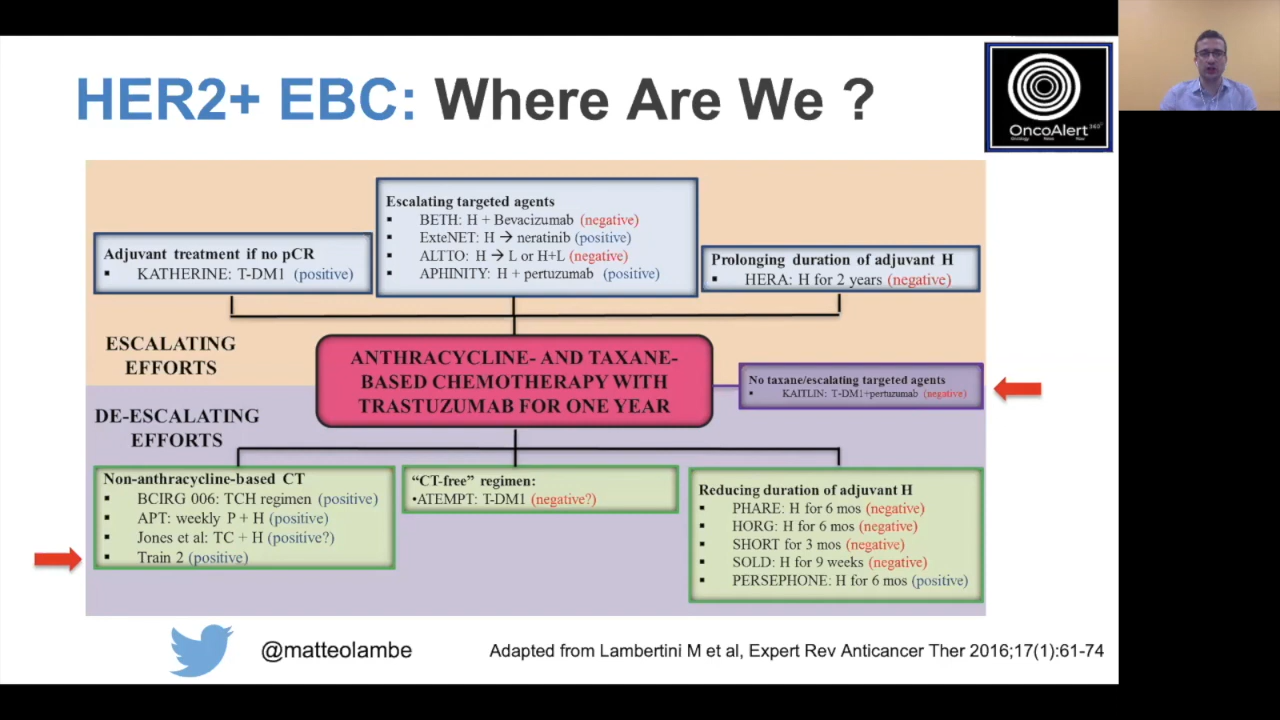 HER2+ EBC: Where Are We ?
OncoAlert 360°
Escalating targeted agents
▪ BETH: H + Bevacizumab (negative)
▪ ExteNET: H → neratinib (positive)
▪ ALTTO: H → L or H+L (negative)
▪ APHINITY: H + pertuzumab (positive)
Adjuvant treatment if no pCR
▪ KATHERINE: T-DM1 (positive)
Prolonging duration of adjuvant H
▪ HERA: H for 2 years (negative)
ESCALATING
EFFORTS
ANTHRACYCLINE- AND TAXANE-
BASED CHEMOTHERAPY WITH
TRASTUZUMAB FOR ONE YEAR
No taxane/escalating targeted agents
▪ KAITLIN: T-DM1+pertuzumab (negative)
DE-ESCALATING
EFFORTS
Non-anthracycline-based CT
▪ BCIRG 006: TCH regimen (positive)
▪ APT: weekly P + H (positive)
▪ Jones et al: TC + H (positive?)
▪ Train 2 (positive)
“CT-free” regimen:
•ATEMPT: T-DM1 (negative?)
Reducing duration of adjuvant H
▪ PHARE: H for 6 mos (negative)
▪ HORG: H for 6 mos (negative)
▪ SHORT for 3 mos (negative)
▪ SOLD: H for 9 weeks (negative)
▪ PERSEPHONE: H for 6 mos (positive)
@matteolambe
Adapted from Lambertini M et al, Expert Rev Anticancer Ther 2016;17(1):61-74